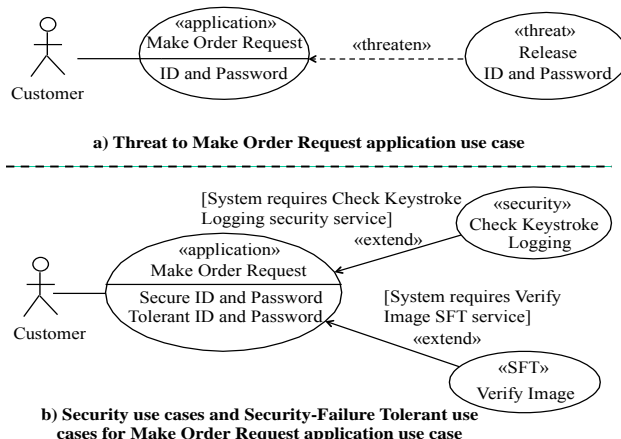 «application»
Make Order Request
ID and Password
«threaten»
«threat»
Release
ID and Password
Customer
a) Threat to Make Order Request application use case
[System requires Check Keystroke
Logging security service]
«extend»
«security»
Check Keystroke
Logging
«application»
Make Order Request
Secure ID and Password
Tolerant ID and Password
Customer
[System requires Verify
Image SFT service]
«extend»
«SFT»
Verify Image
b) Security use cases and Security-Failure Tolerant use
cases for Make Order Request application use case